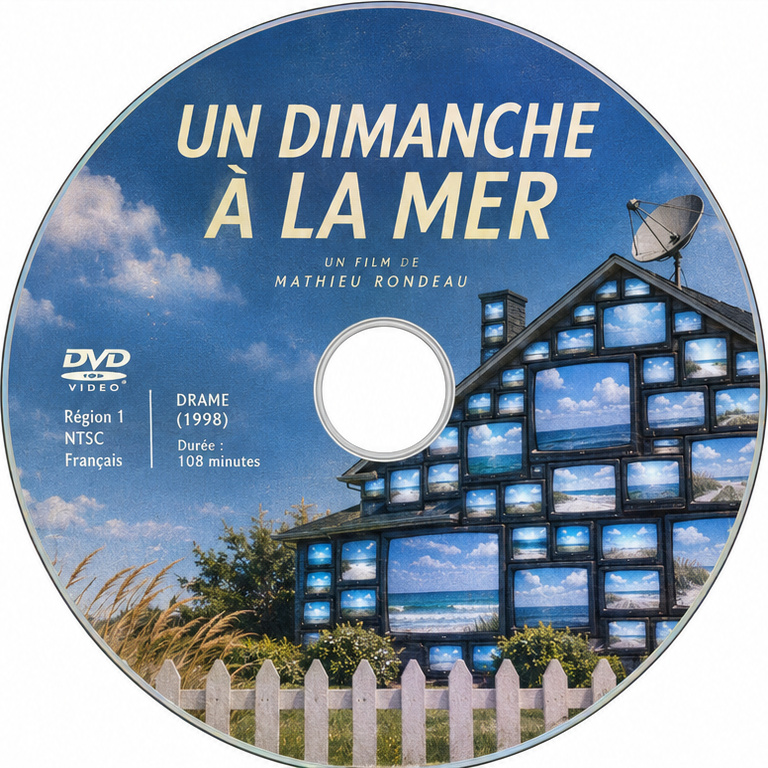 UN DIMANCHE
À LA MER
UN FILM DE
MATHIEU RONDEAU
DVD
VIDEO
Région 1
NTSC
Français
DRAME
(1998)
Durée :
108 minutes